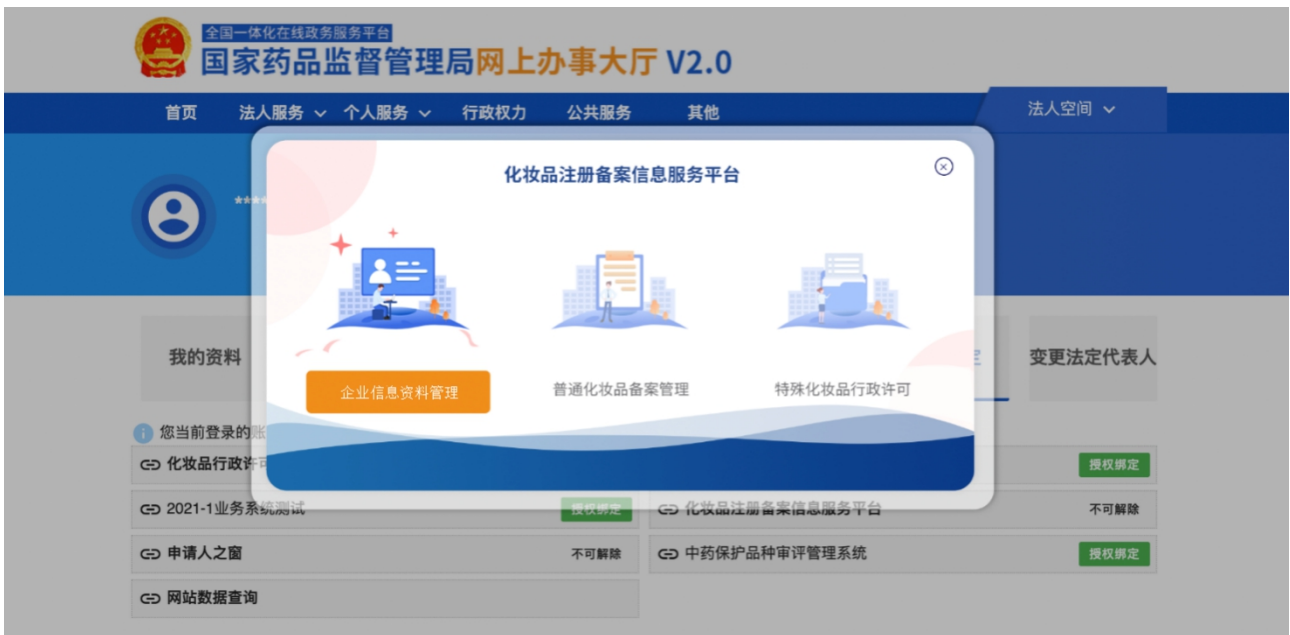 全国一体化在线政务服务平台
国家药品监督管理局网上办事大厅 V2.0
首页 法人服务 个人服务 行政权力 公共服务 其他 法人空间
****
化妆品注册备案信息服务平台
企业信息资料管理 普通化妆品备案管理 特殊化妆品行政许可
我的资料 定 变更法定代表人
您当前登录的账
化妆品行政许可 授权绑定
2021-1业务系统测试 授权绑定 化妆品注册备案信息服务平台 不可解除
申请人之窗 不可解除 中药保护品种审评管理系统 授权绑定
网站数据查询